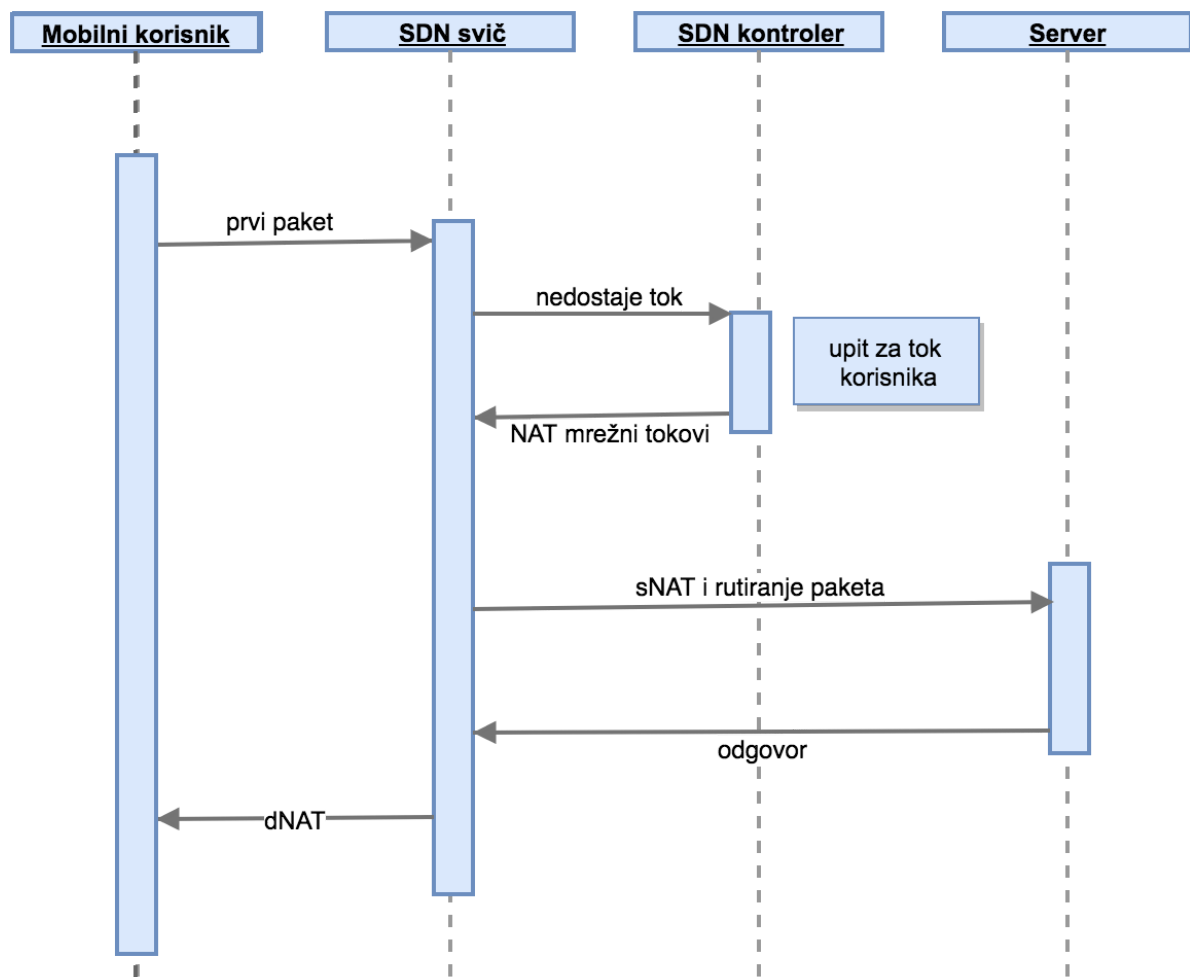 Mobilni korisnik
SDN svič
SDN kontroler
Server
prvi paket
nedostaje tok
upit za tok
korisnika
NAT mrežni tokovi
sNAT i rutiranje paketa
odgovor
dNAT